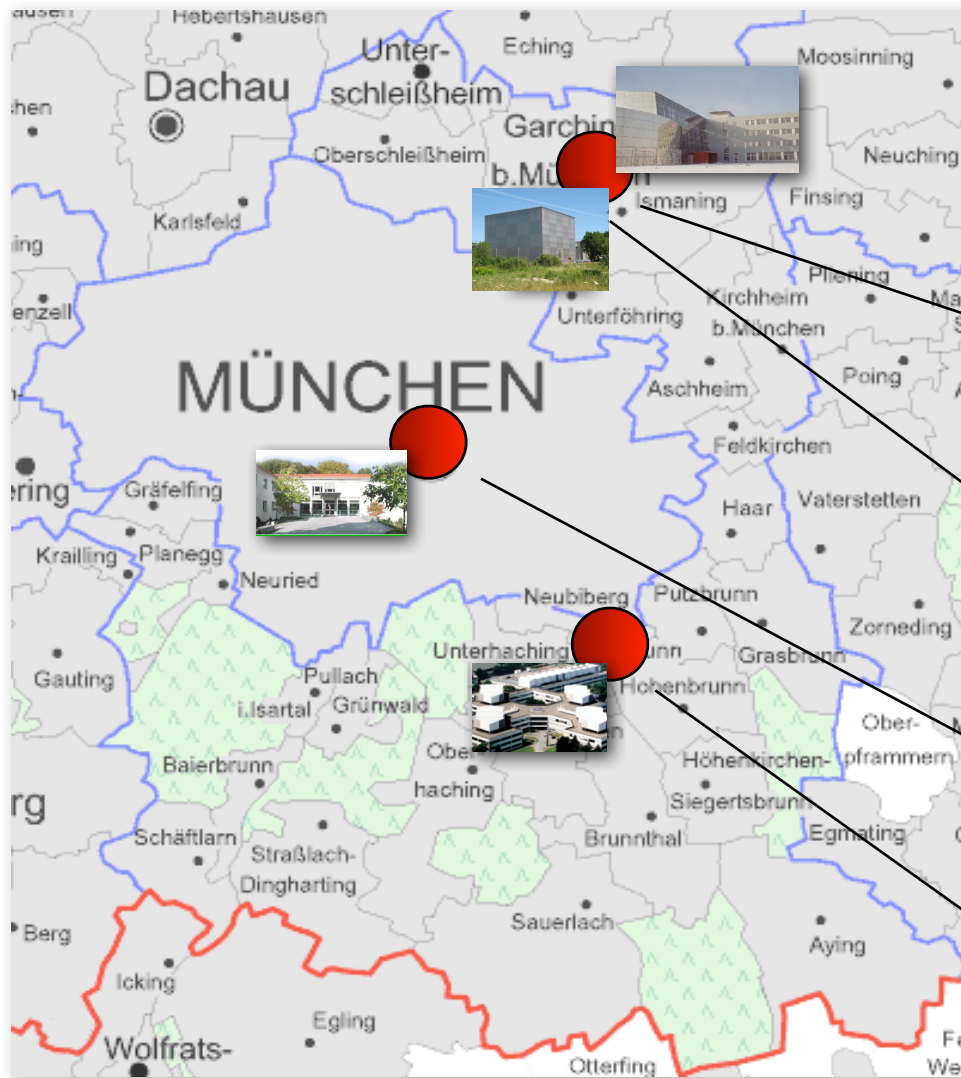 Hebertshausen
Eching
Moosinning
Unter-
schleißheim
Dachau
Garchin
b.Mü
Neuching
Oberschleißheim
Karlsfeld
Ismaning
Finsing
Pliening
Kirchheim
b.München
Unterföhring
Poing
Aschheim
MÜNCHEN
Feldkirchen
Gräfelfing
Haar
Vaterstetten
Krailling
Planegg
Neuried
Neubiberg
Putzbrunn
Zorneding
Unterhaching
Grasbrunn
Gauting
Pullach
i.Isartal
Grünwald
Hohenbrunn
Ober-
pframmern
Ober
haching
Baierbrunn
Höhenkirchen-
Siegertsbrunn
Schäftlarn
Brunnthal
Egmating
Straßlach-
Dingharting
Sauerlach
Aying
Berg
Icking
Egling
Wolfrats-
Otterfing